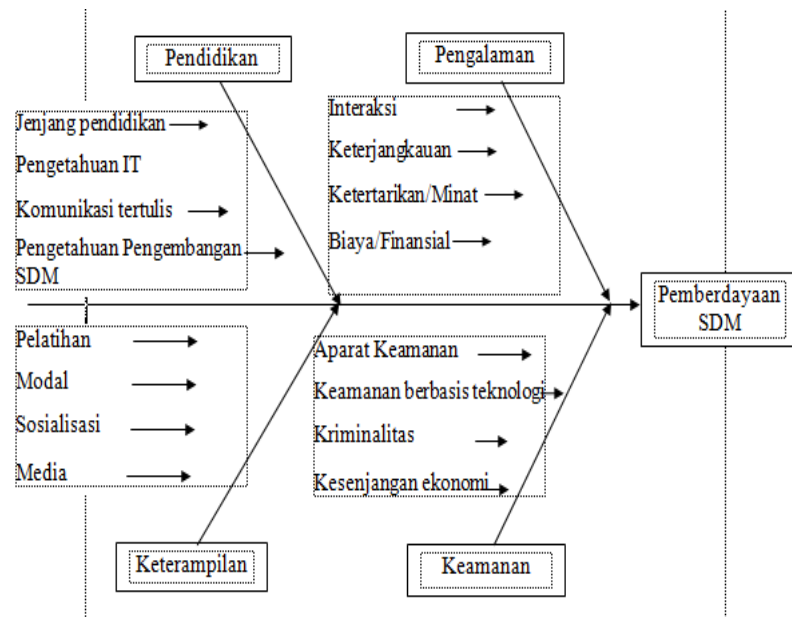 Pendidikan
Pengalaman
Jenjang pendidikan
Pengetahuan IT
Komunikasi tertulis
Pengetahuan Pengembangan
SDM
Interaksi
Keterjangkauan
Ketertarikan/Minat
Biaya/Finansial
Pemberdayaan
SDM
Pelatihan
Modal
Sosialisasi
Media
Aparat Keamanan
Keamanan berbasis teknologi
Kriminalitas
Kesenjangan ekonomi
Keterampilan
Keamanan